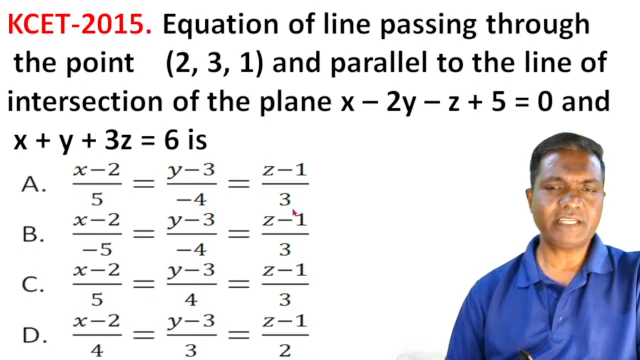 KCET-2015. Equation of line passing through
the point (2, 3, 1) and parallel to the line of
intersection of the plane x – 2y – z + 5 = 0 and
x + y + 3z = 6 is
A. x−2/5 = y−3/−4 = z−1/3
B. x−2/−5 = y−3/−4 = z−1/3
C. x−2/5 = y−3/4 = z−1/3
D. x−2/4 = y−3/3 = z−1/2